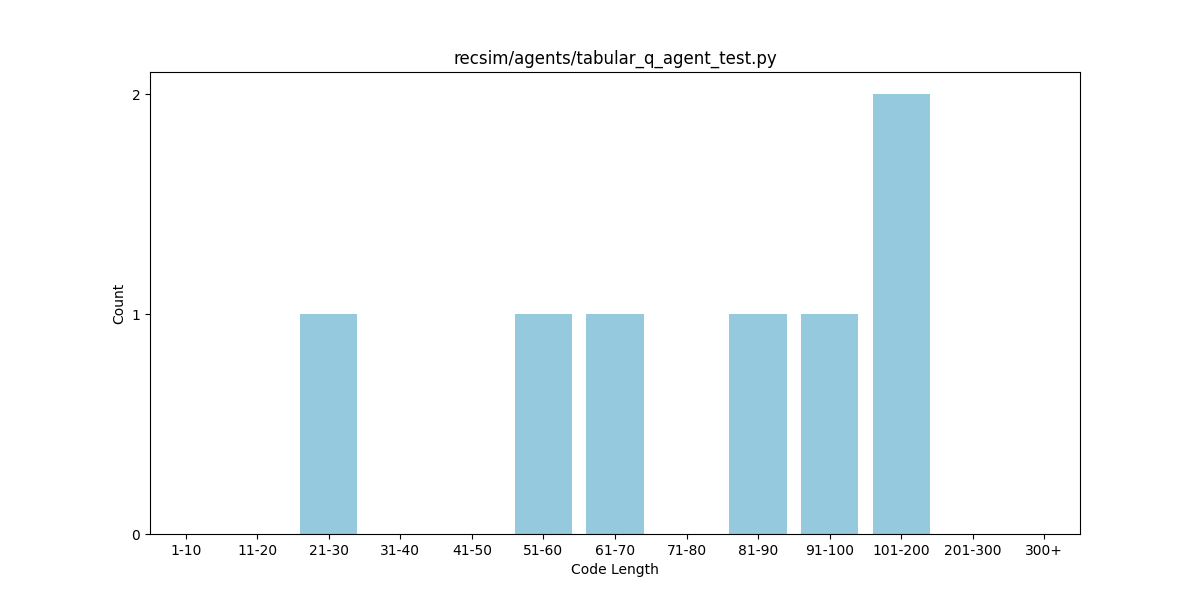 recsim/agents/tabular_q_agent_test.py
2
1
0
Count
1-10 11-20 21-30 31-40 41-50 51-60 61-70 71-80 81-90 91-100 101-200 201-300 300+
Code Length